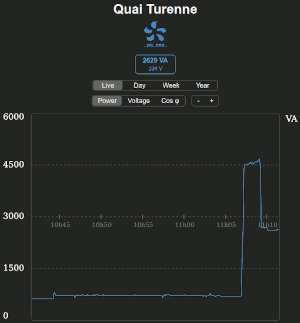 Quai Turenne
2629 VA
234 V
Live Day Week Year
Power Voltage Cos φ - +
6000 VA
4500
3000
10h45 10h50 10h55 11h00 11h05 11h10
1500
0